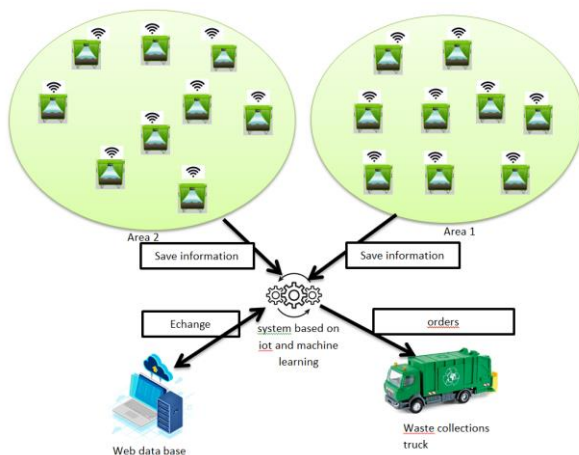 Area 2
Area 1
Save information
Save information
Echange
system based on
iot and machine
learning
orders
Web data base
Waste collections
truck